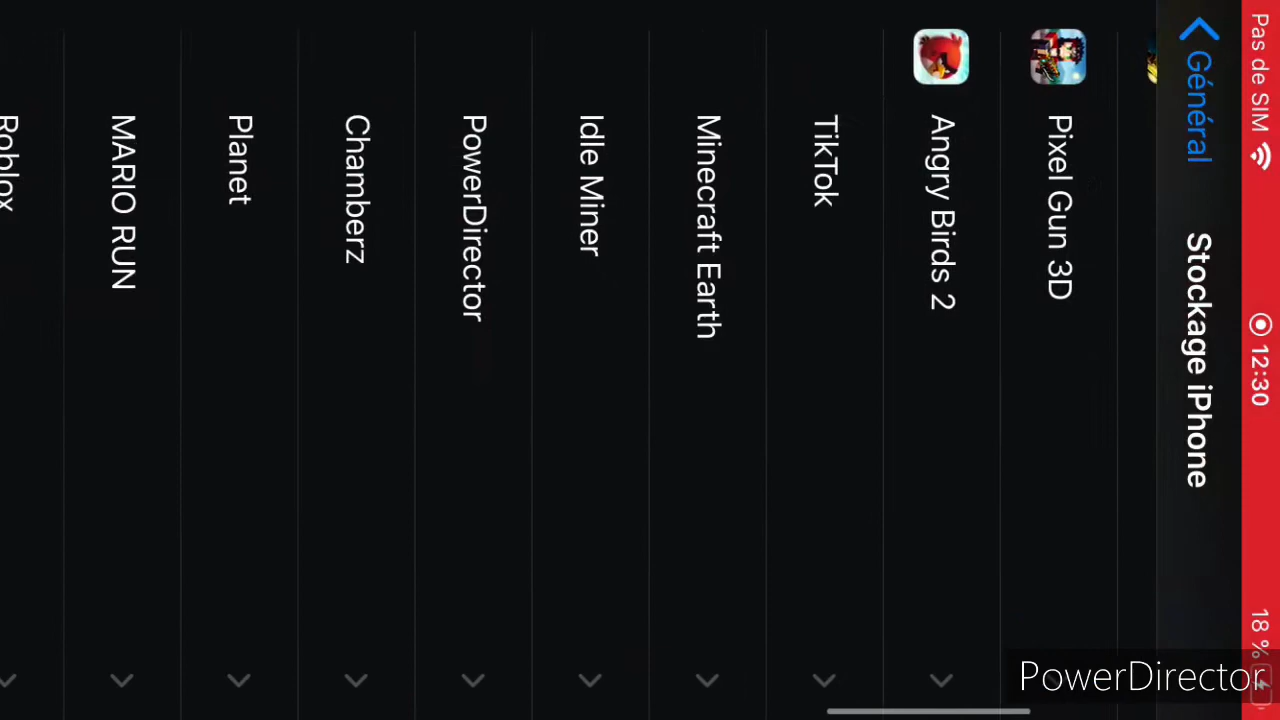 Pas de SIM 12:30 18 %
Général Stockage iPhone
Pixel Gun 3D
Angry Birds 2
TikTok
Minecraft Earth
Idle Miner
PowerDirector
Chamberz
Planet
MARIO RUN
Roblox
PowerDirector